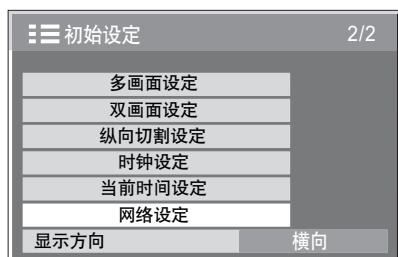 初始设定 2/2
多画面设定
双画面设定
纵向切割设定
时钟设定
当前时间设定
网络设定
显示方向 横向